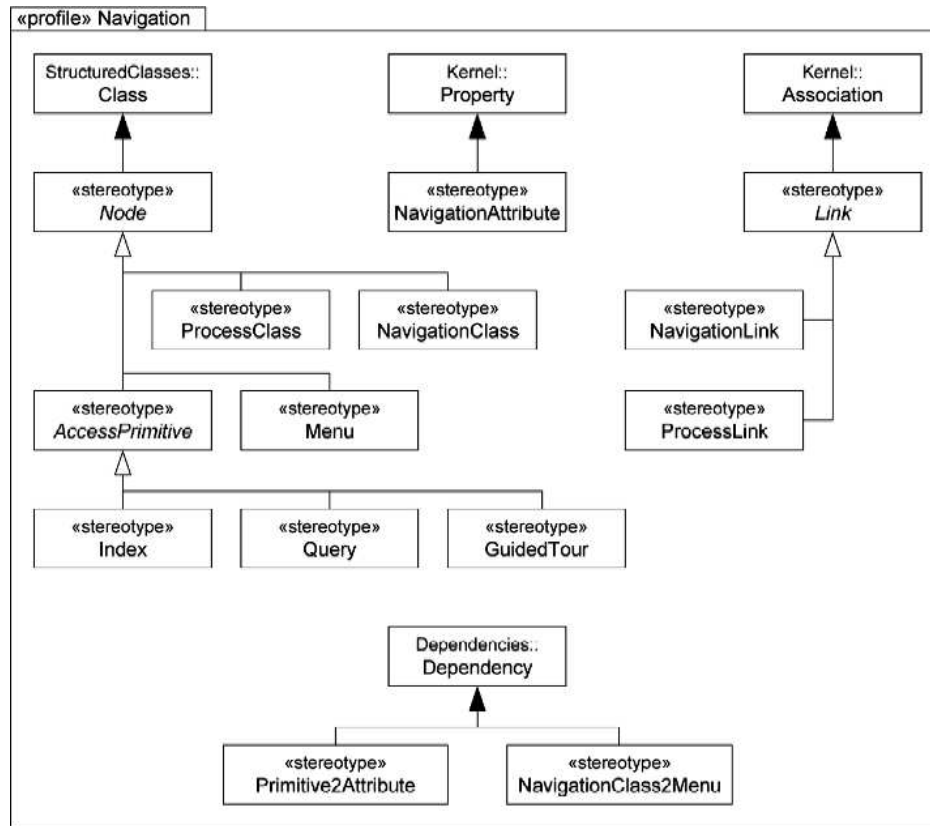 «profile» Navigation
StructuredClasses::
Class
Kernel::
Property
Kernel::
Association
«stereotype»
Node
«stereotype»
NavigationAttribute
«stereotype»
Link
«stereotype»
ProcessClass
«stereotype»
NavigationClass
«stereotype»
NavigationLink
«stereotype»
AccessPrimitive
«stereotype»
Menu
«stereotype»
ProcessLink
«stereotype»
Index
«stereotype»
Query
«stereotype»
GuidedTour
Dependencies::
Dependency
«stereotype»
Primitive2Attribute
«stereotype»
NavigationClass2Menu